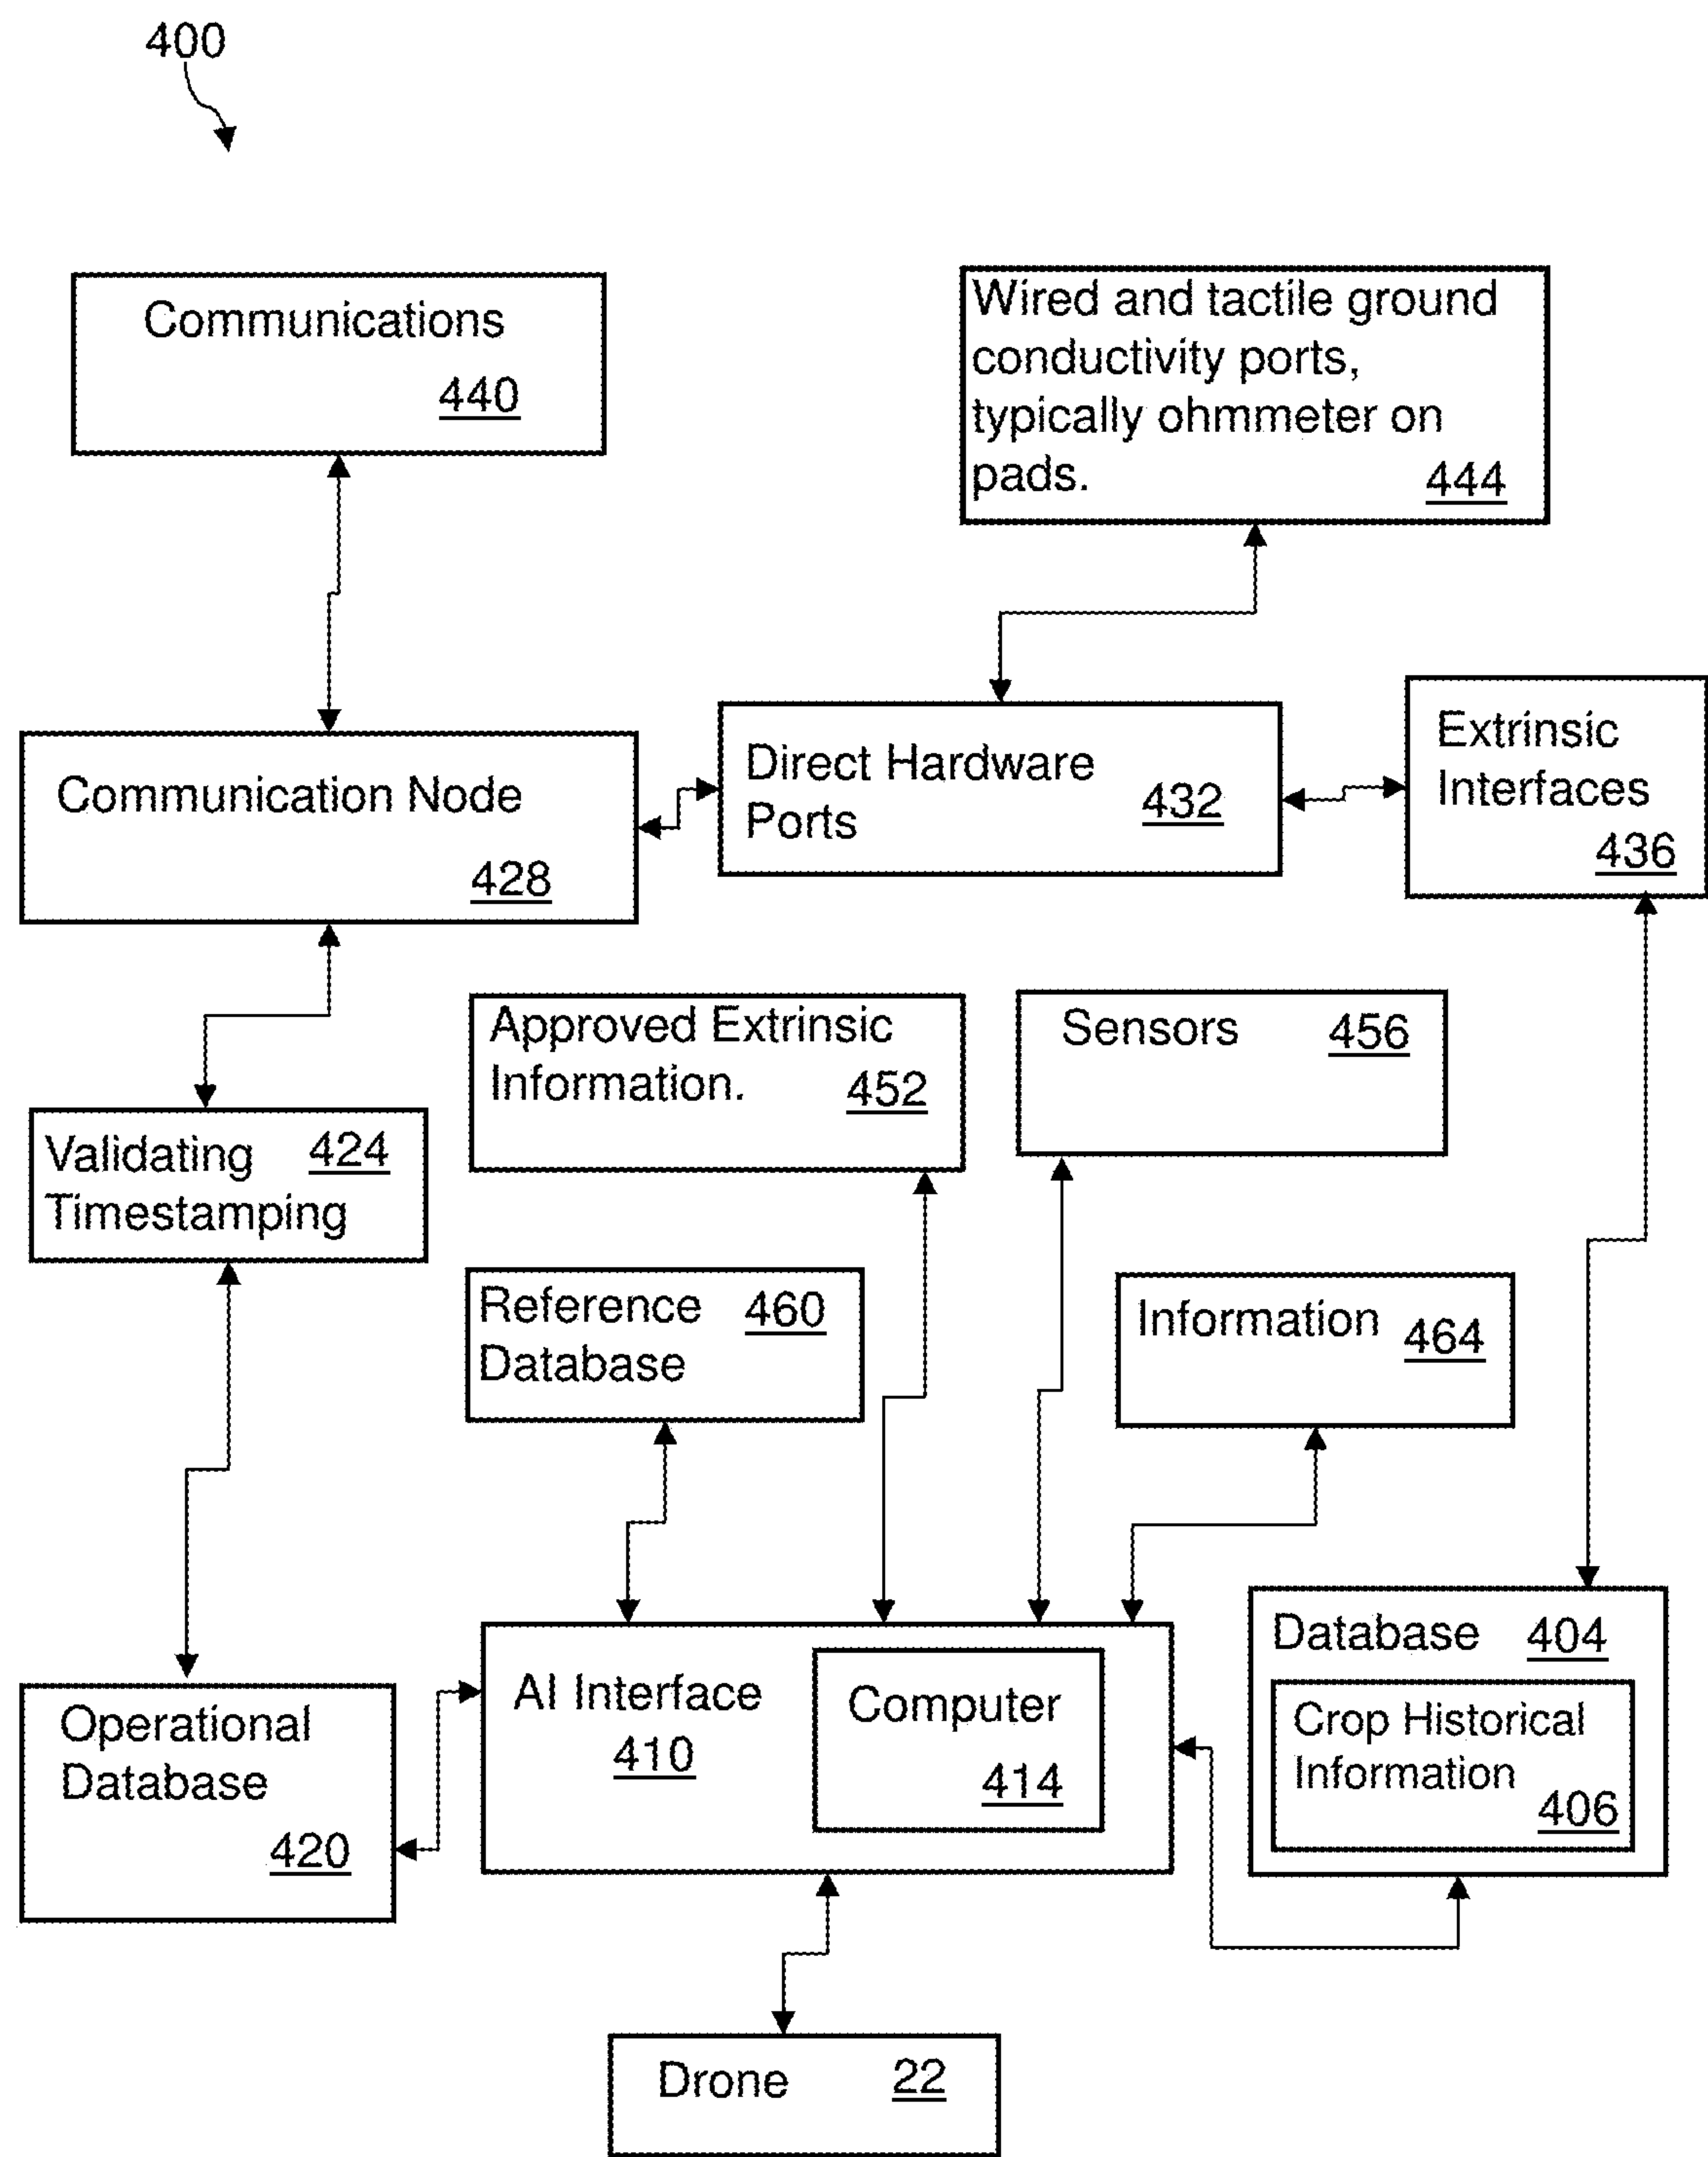 400
Communications
440
Wired and tactile ground
conductivity ports,
typically ohmmeter on
pads.
444
Communication Node
428
Direct Hardware
Ports
432
Extrinsic
Interfaces
436
Approved Extrinsic
Information.
452
Sensors 456
Validating 424
Timestamping
Reference 460
Database
Information 464
Operational
Database
420
AI Interface
410
Computer
414
Database 404
Crop Historical
Information
406
Drone 22